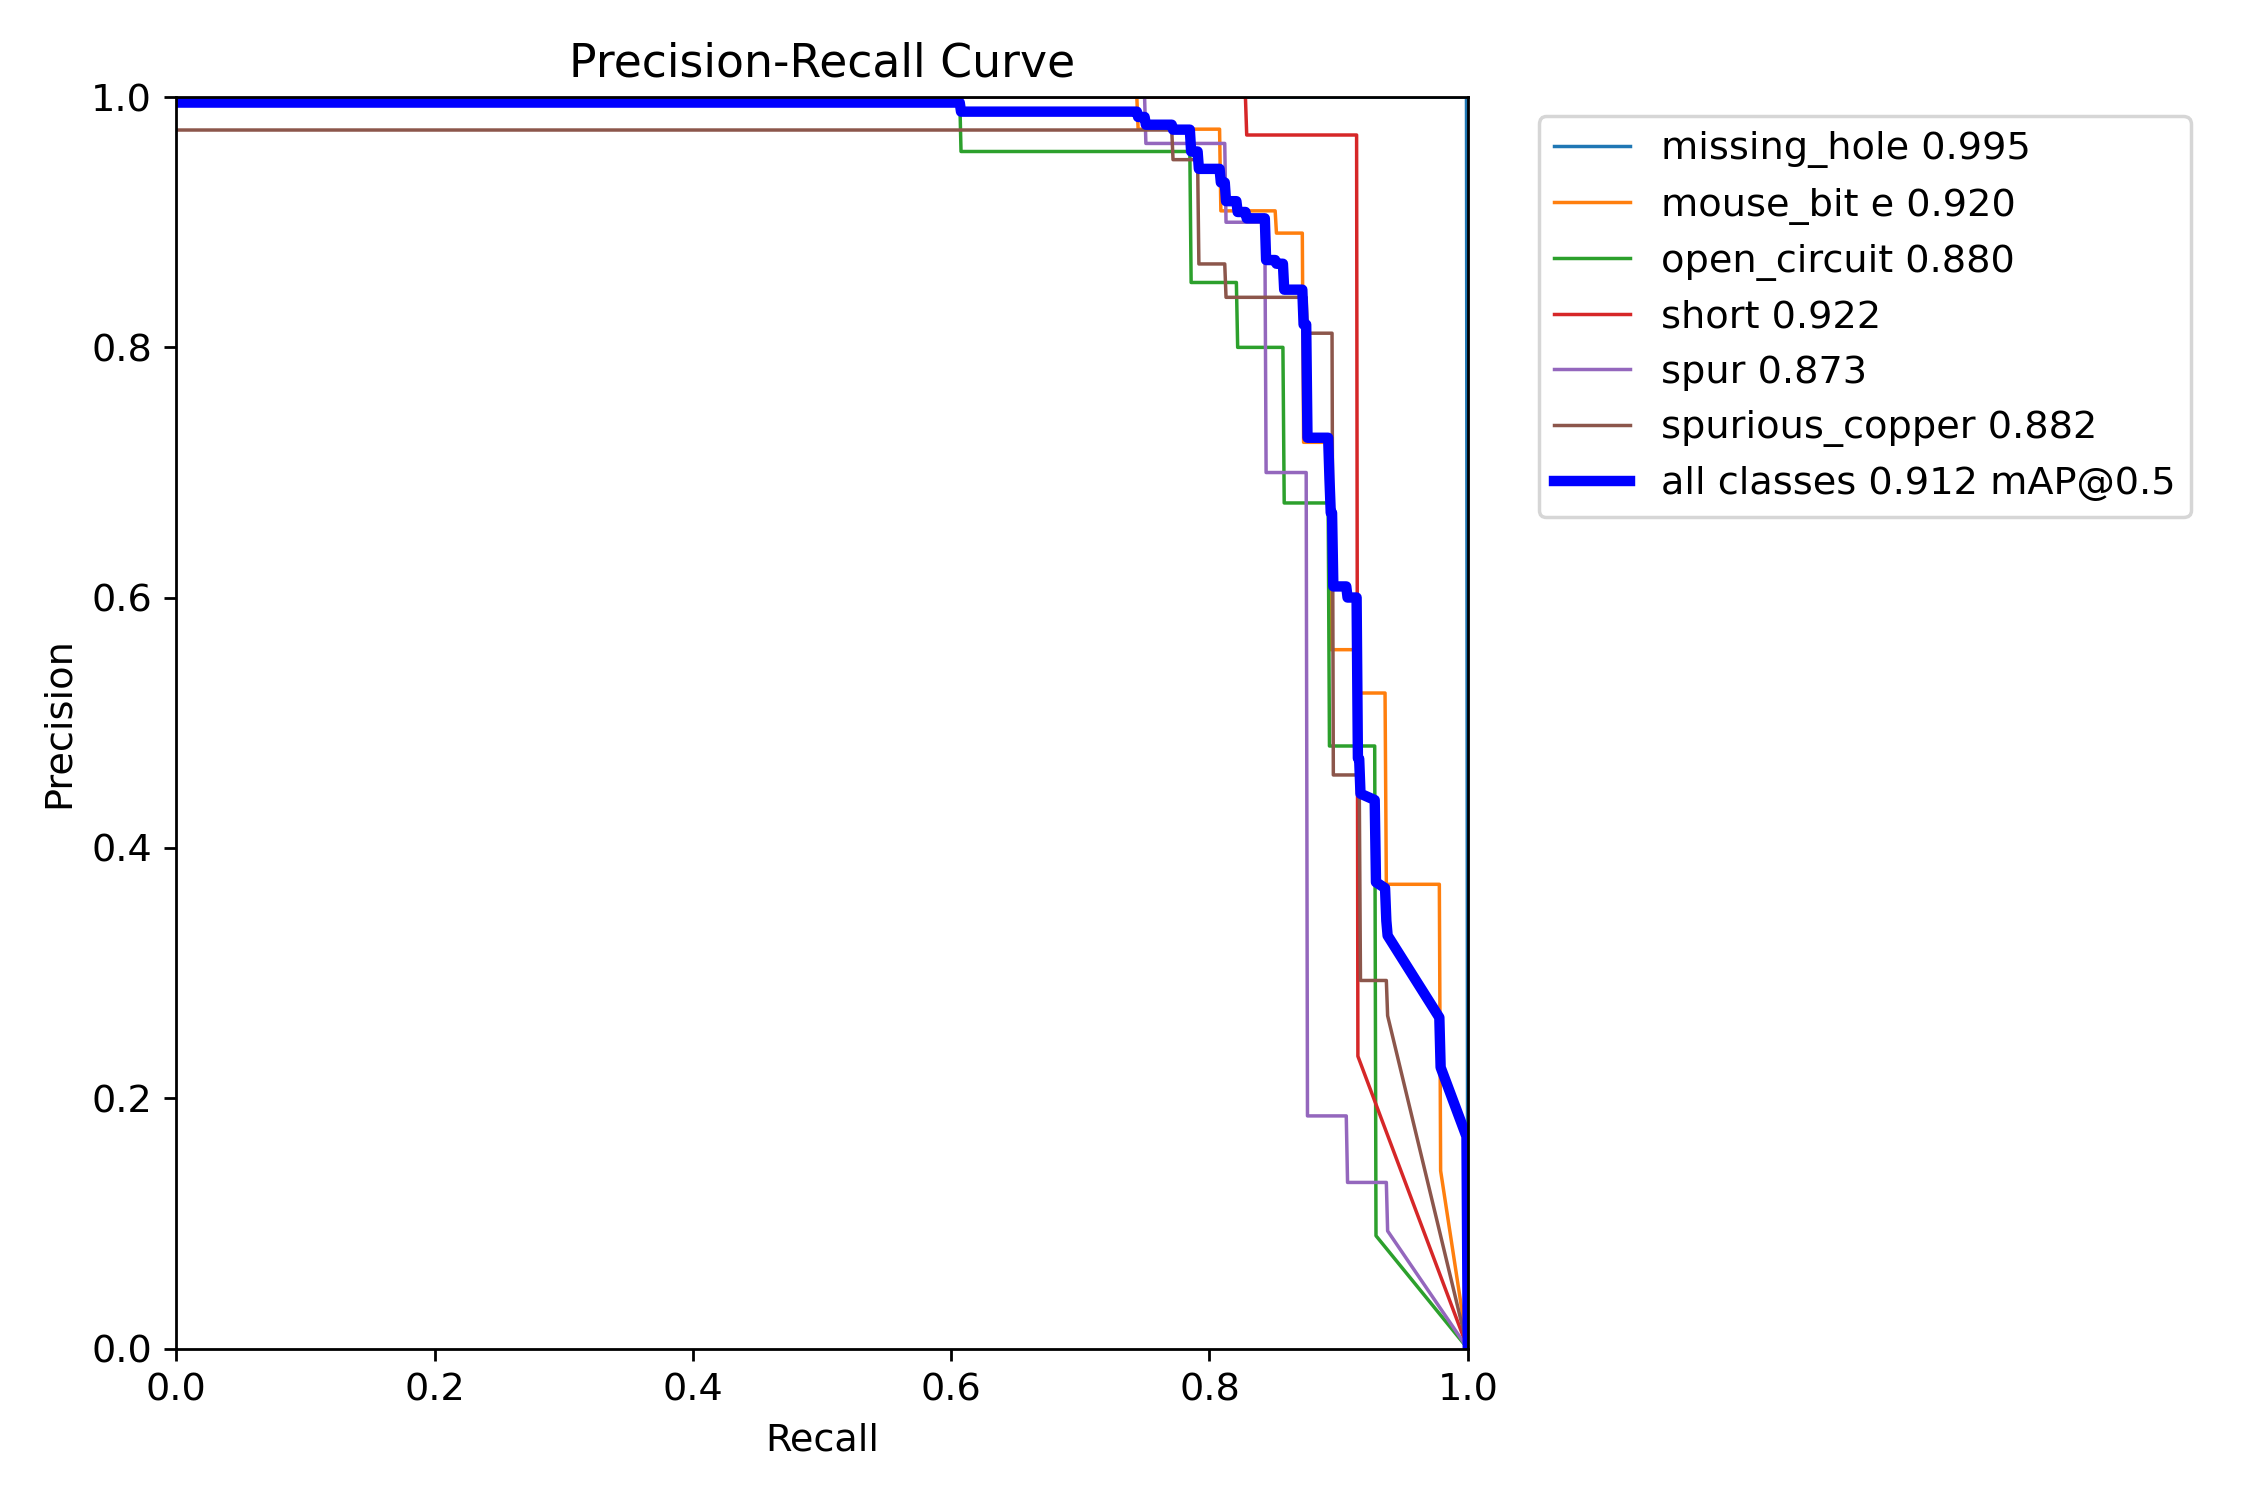 Precision-Recall Curve
1.0
0.8
0.6
0.4
0.2
0.0
Precision
0.0 0.2 0.4 0.6 0.8 1.0
Recall
missing_hole 0.995
mouse_bit e 0.920
open_circuit 0.880
short 0.922
spur 0.873
spurious_copper 0.882
all classes 0.912 mAP@0.5